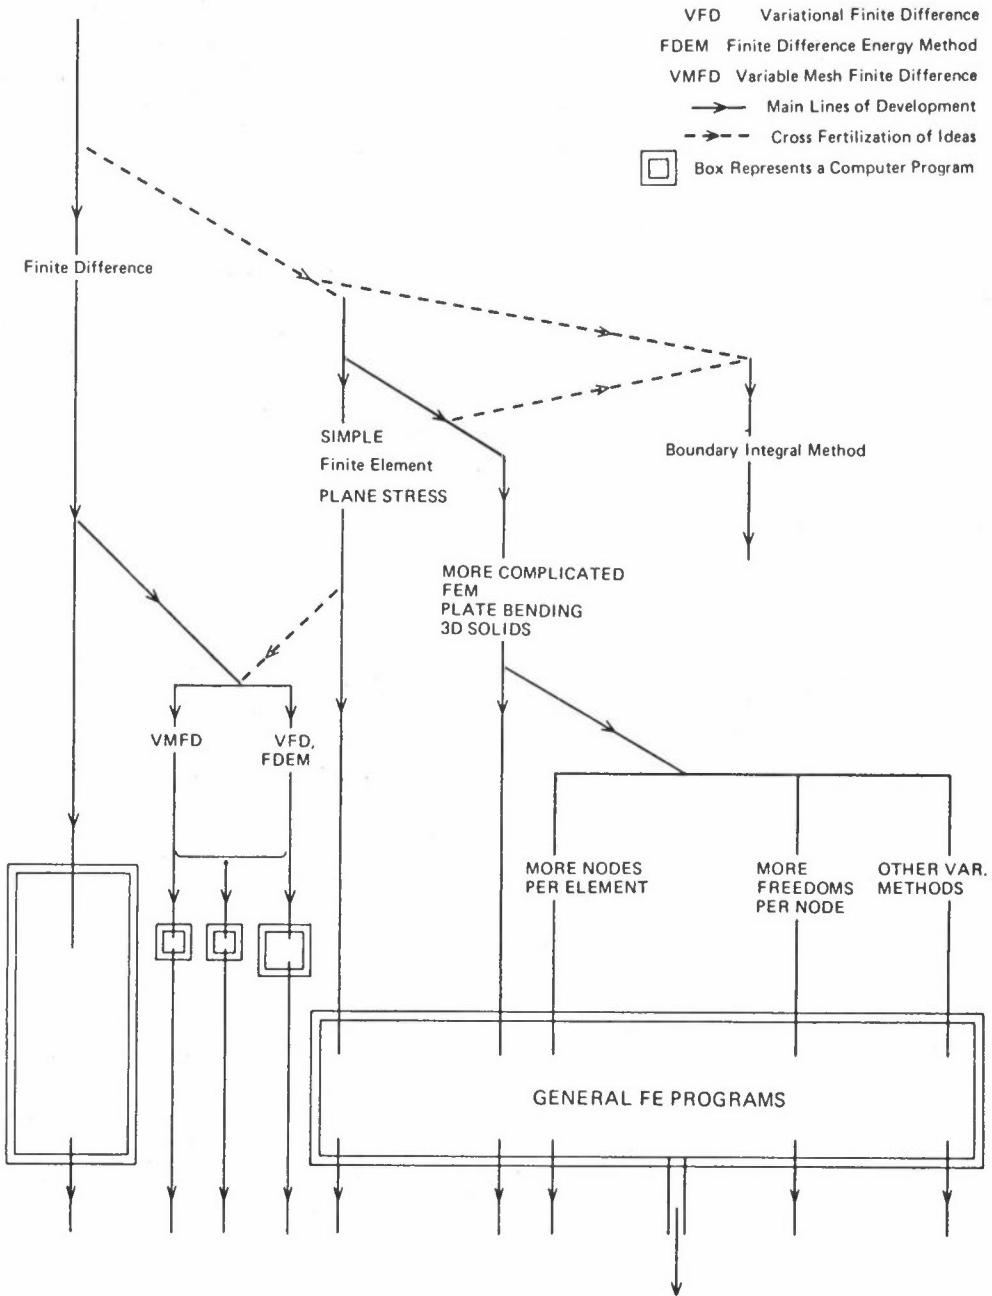 VFD Variational Finite Difference
FDEM Finite Difference Energy Method
VMFD Variable Mesh Finite Difference
Main Lines of Development
Cross Fertilization of Ideas
Box Represents a Computer Program
Finite Difference
SIMPLE
Finite Element
PLANE STRESS
Boundary Integral Method
MORE COMPLICATED
FEM
PLATE BENDING
3D SOLIDS
VMFD
VFD,
FDEM
MORE NODES
PER ELEMENT
MORE
FREEDOMS
PER NODE
OTHER VAR.
METHODS
GENERAL FE PROGRAMS